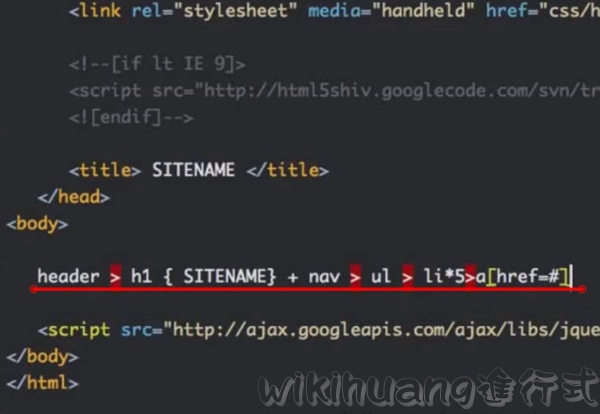 <link rel="stylesheet" media="handheld" href="css/h
<!--[if lt IE 9]>
<script src="http://html5shiv.googlecode.com/svn/tr
<![endif]-->
<title> SITENAME </title>
</head>
<body>
header > h1 { SITENAME} + nav > ul > li*5>a[href=#]
<script src="http://ajax.googleapis.com/ajax/libs/jque
</body>
</html>
wikihuang進行式